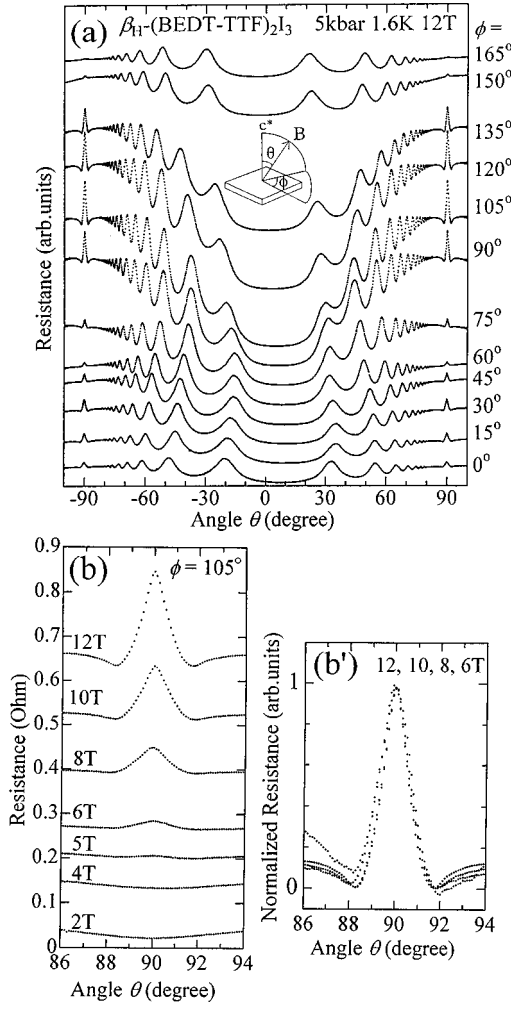 (a) β_H-(BEDT-TTF)₂I₃ 5kbar 1.6K 12T ϕ =
165°
150°
135°
120°
105°
90°
75°
60°
45°
30°
15°
0°
c*
B
θ
ϕ
Resistance (arb.units)
-90 -60 -30 0 30 60 90
Angle θ (degree)
(b) ϕ = 105°
0.9
0.8
0.7
0.6
0.5
0.4
0.3
0.2
0.1
0
12T
10T
8T
6T
5T
4T
2T
Resistance (Ohm)
86 88 90 92 94
Angle θ (degree)
(b') 12, 10, 8, 6T
1
0
Normalized Resistance (arb.units)
86 88 90 92 94
Angle θ (degree)